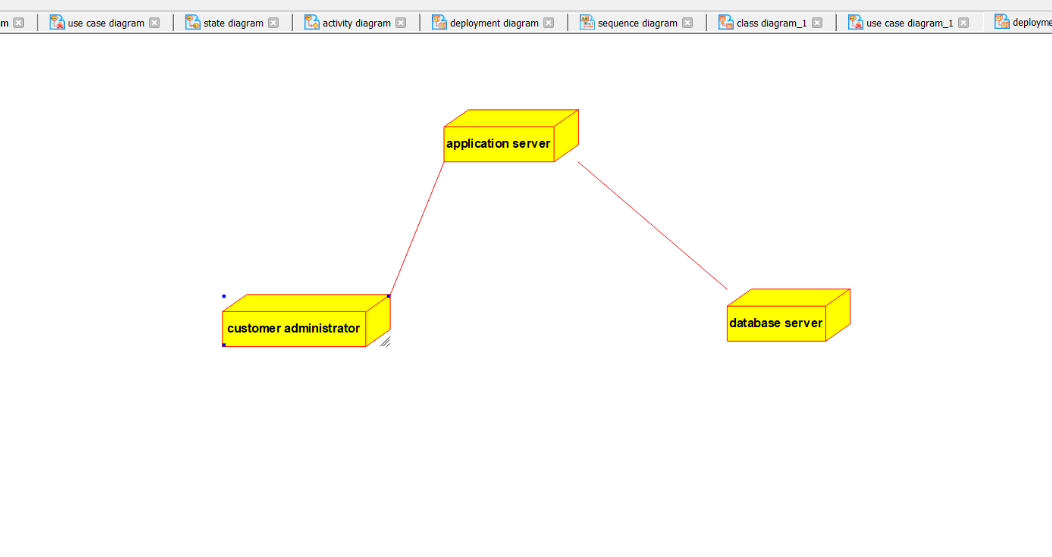 m
use case diagram
state diagram
activity diagram
deployment diagram
sequence diagram
class diagram_1
use case diagram_1
deployme
application server
customer administrator
database server